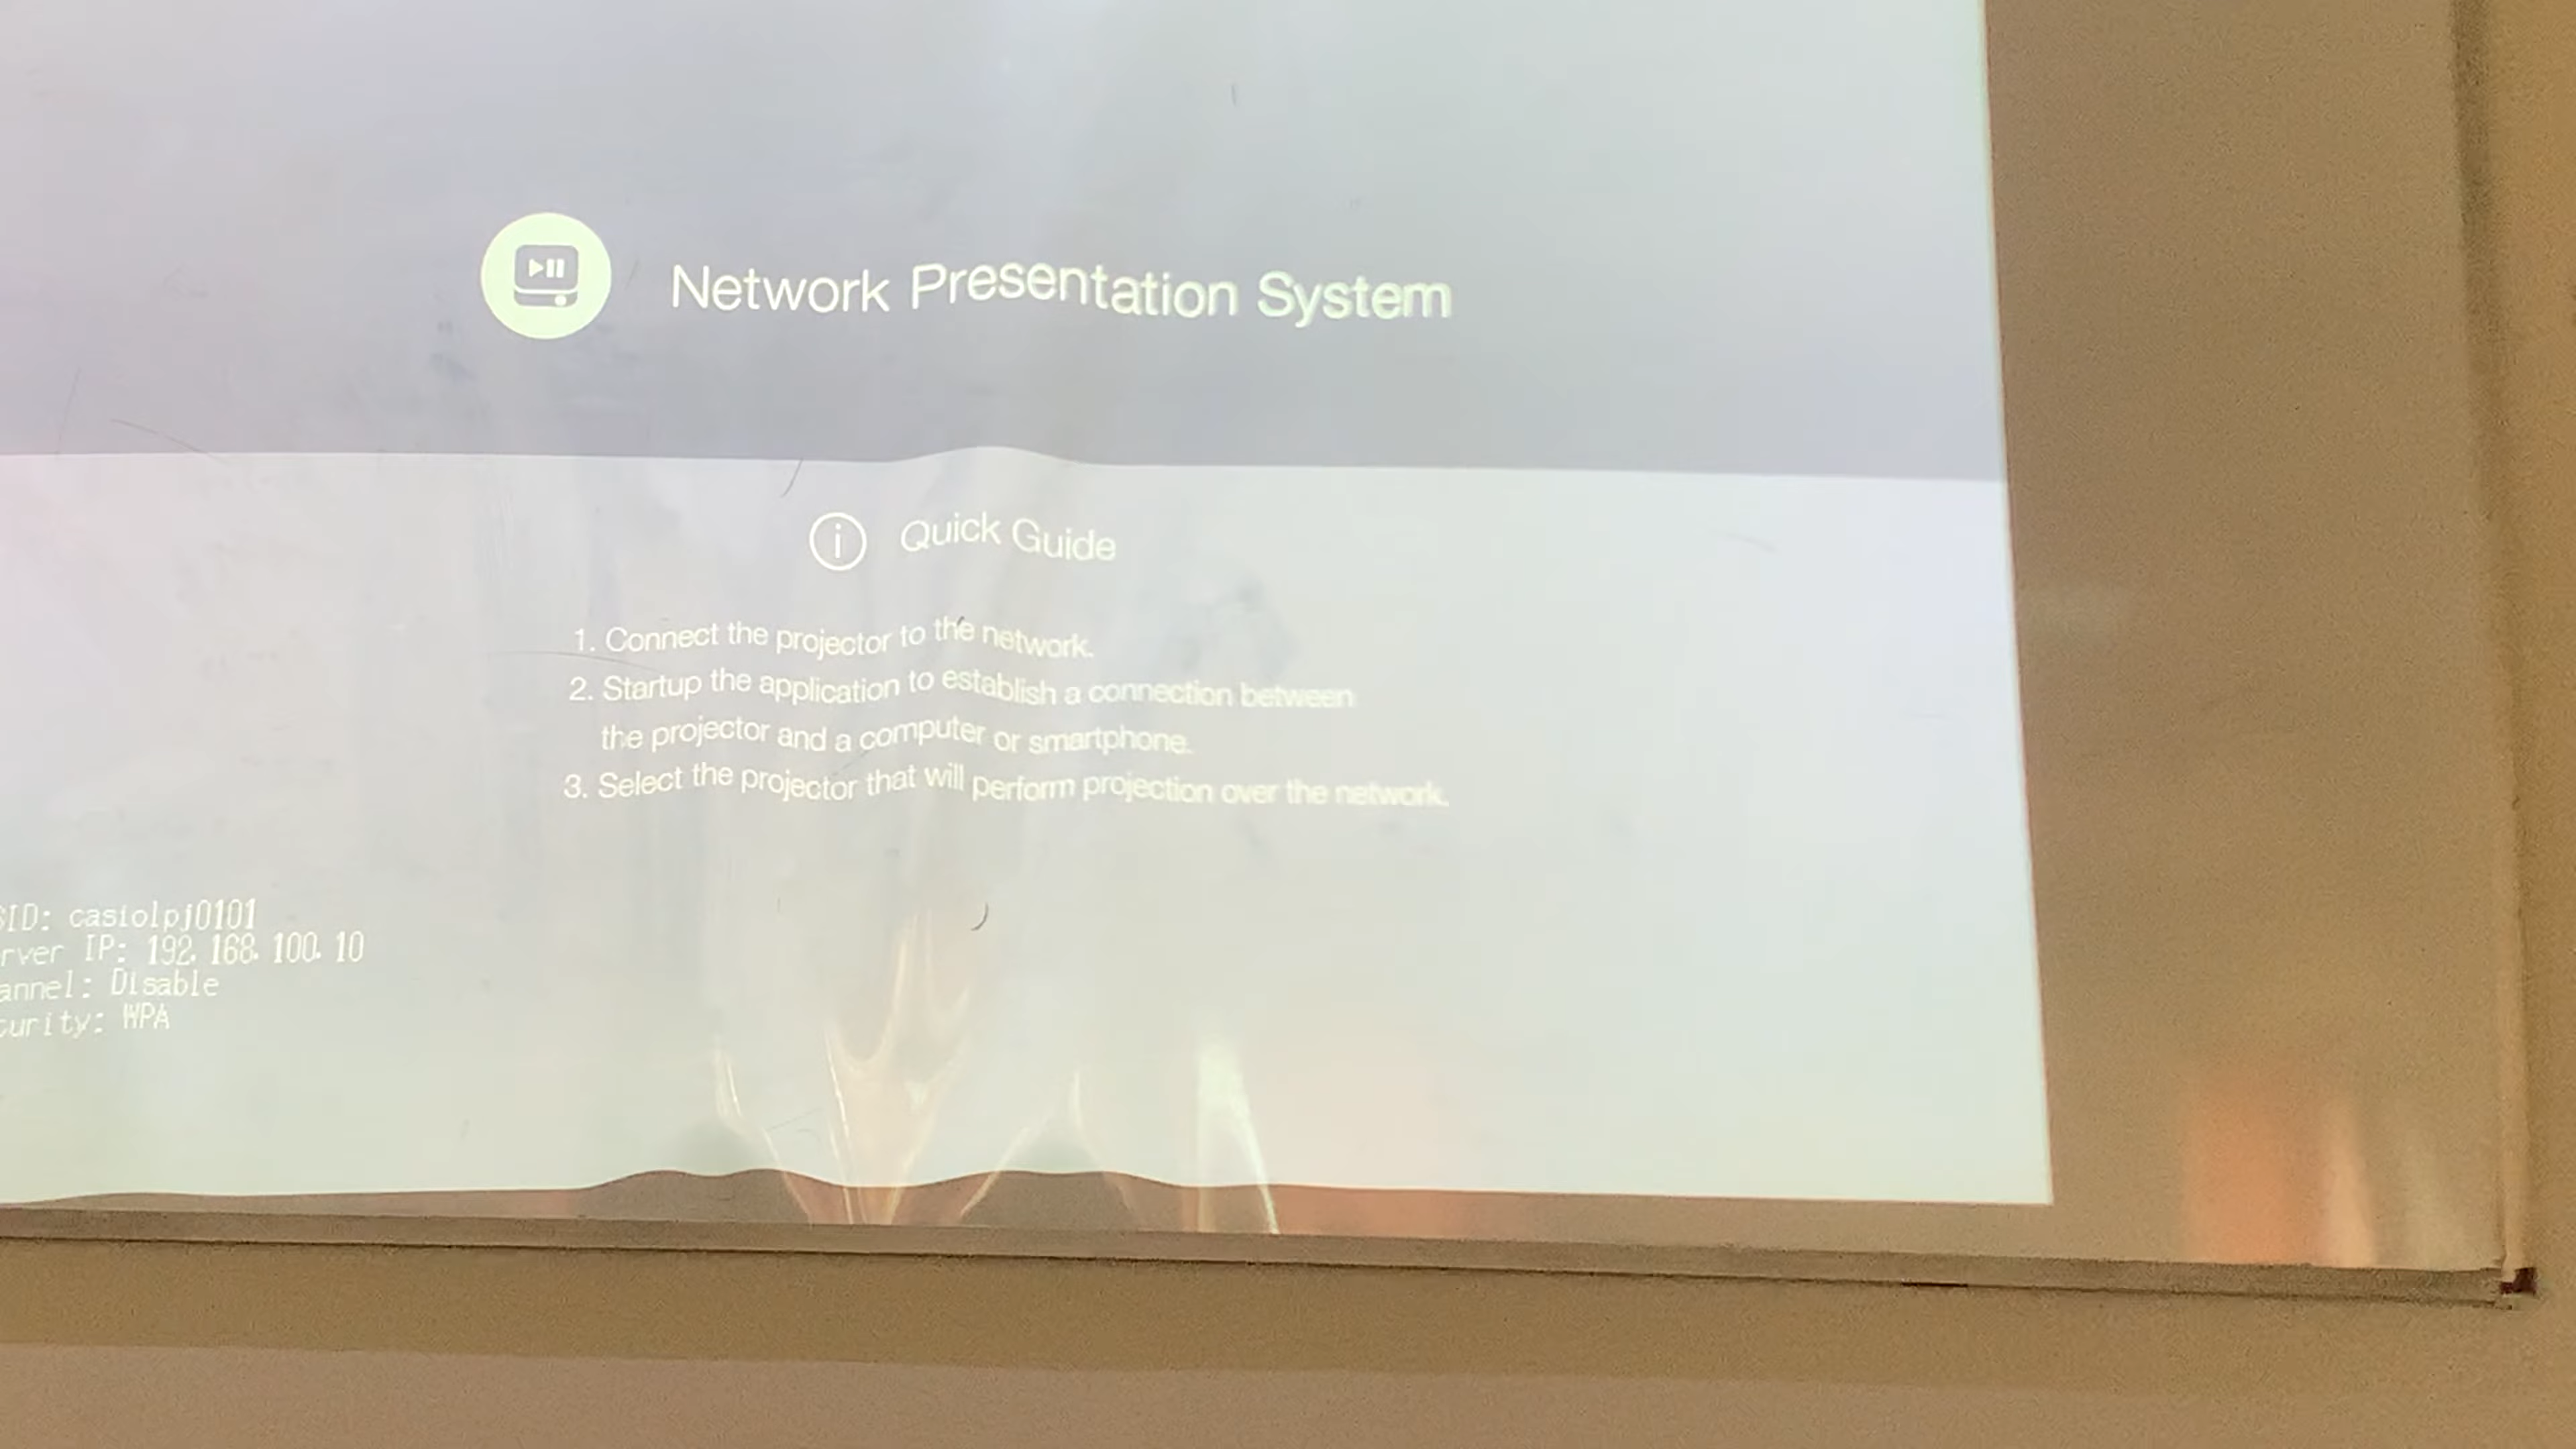 Network Presentation System
Quick Guide
1. Connect the projector to the network.
2. Startup the application to establish a connection between
the projector and a computer or smartphone.
3. Select the projector that will perform projection over the network.
SID: casiolpj0101
rver IP: 192.168.100.10
annel: Disable
curity: WPA